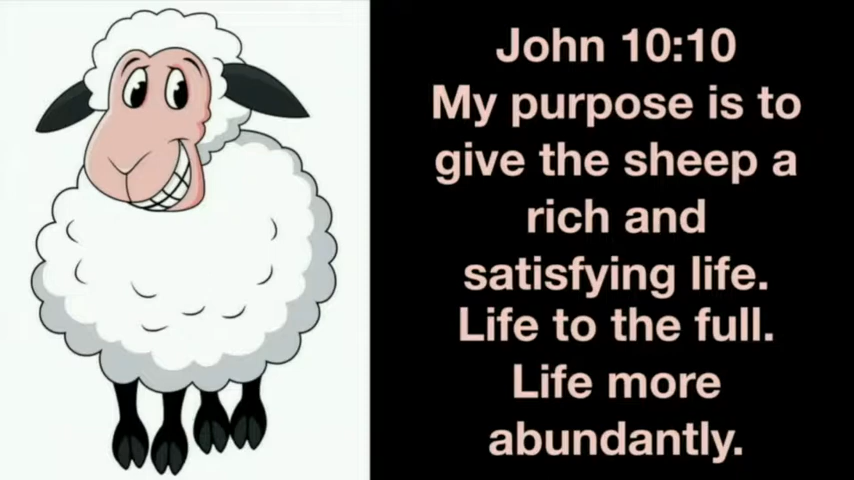 John 10:10
My purpose is to
give the sheep a
rich and
satisfying life.
Life to the full.
Life more
abundantly.